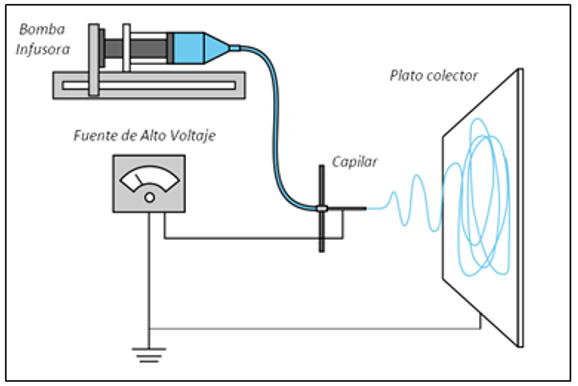 Bomba
Infusora
Plato colector
Fuente de Alto Voltaje
Capilar